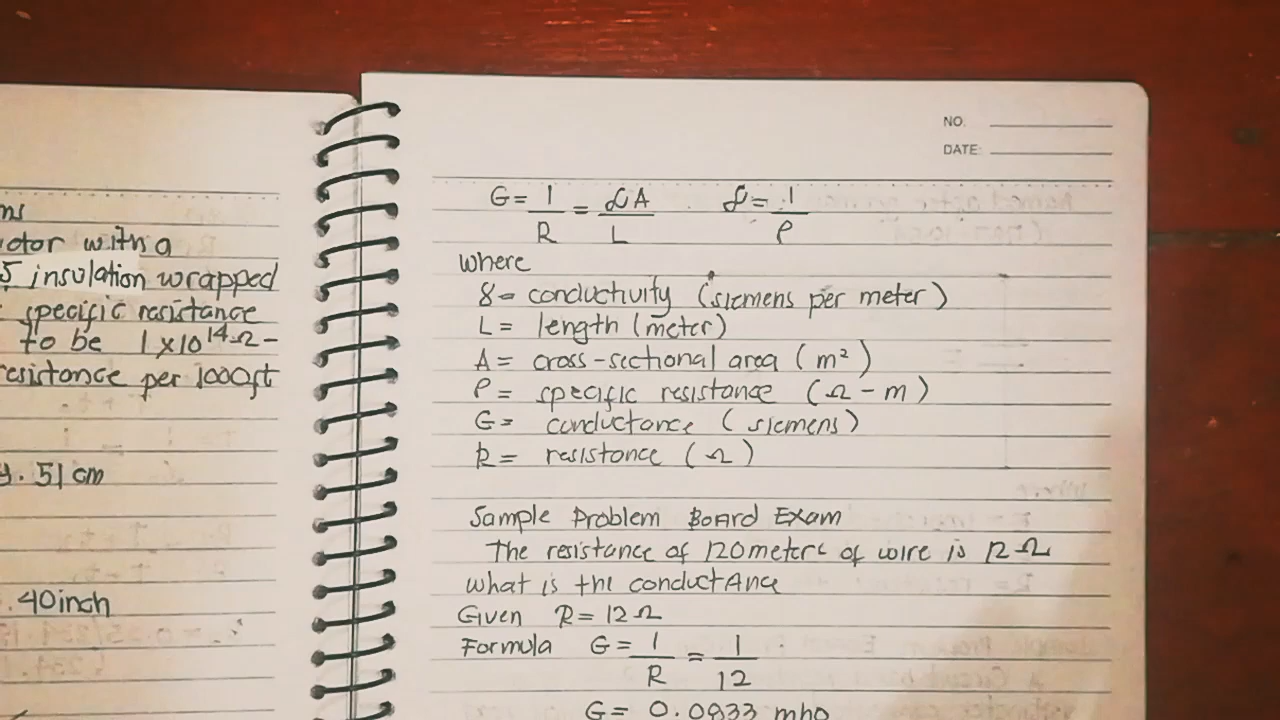 ns
ctor with a
5 insulation wrapped
specific resistance
to be 1 x 10¹⁴Ω-
resistance per 1000ft
. 51 cm
. 40 inch
NO.
DATE:
G = 1/R = 𝛾A/L 𝛾 = 1/ρ
where
𝛾 = conductivity (siemens per meter)
L = length (meter)
A = cross-sectional area (m²)
ρ = specific resistance (Ω - m)
G = conductance (siemens)
R = resistance (Ω)
Sample Problem Board Exam
The resistance of 120 meters of wire is 12 Ω
what is the conductance
Given R = 12 Ω
Formula G = 1/R = 1/12
G = 0.0833 mho